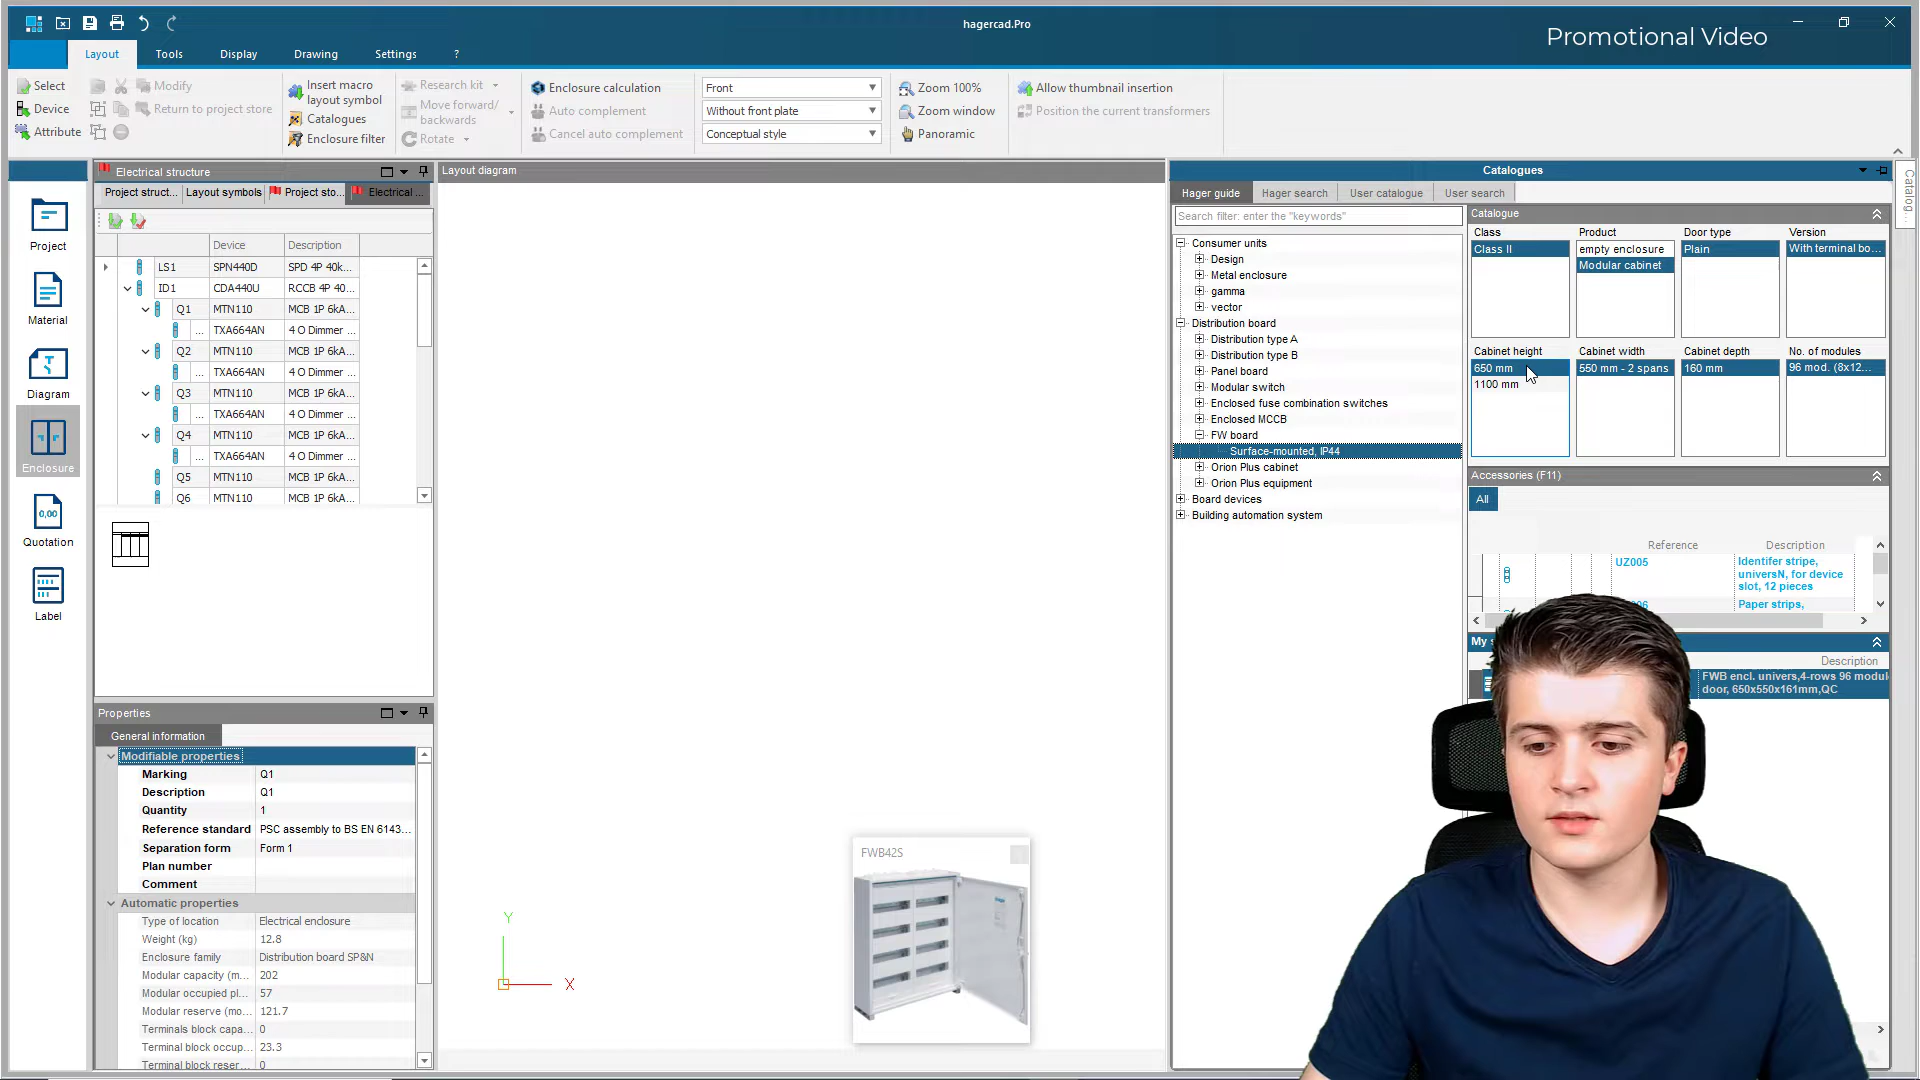 hagercad.Pro
Promotional Video
Layout
Tools
Display
Drawing
Settings
?
Select
Device
Attribute
Modify
Return to project store
Insert macro
layout symbol
Catalogues
Enclosure filter
Research kit
Move forward/
backwards
Rotate
Enclosure calculation
Auto complement
Cancel auto complement
Front
Without front plate
Conceptual style
Zoom 100%
Zoom window
Panoramic
Allow thumbnail insertion
Position the current transformers
Project
Material
Diagram
Enclosure
0,00
Quotation
Label
Electrical structure
Project struct...
Layout symbols
Project sto...
Electrical ...
Device
Description
LS1 SPN440D SPD 4P 40k...
ID1 CDA440U RCCB 4P 40...
Q1 MTN110 MCB 1P 6kA...
... TXA664AN 4 O Dimmer ...
Q2 MTN110 MCB 1P 6kA...
... TXA664AN 4 O Dimmer ...
Q3 MTN110 MCB 1P 6kA...
... TXA664AN 4 O Dimmer ...
Q4 MTN110 MCB 1P 6kA...
... TXA664AN 4 O Dimmer ...
Q5 MTN110 MCB 1P 6kA...
Q6 MTN110 MCB 1P 6kA...
Properties
General information
Modifiable properties
Marking Q1
Description Q1
Quantity 1
Reference standard PSC assembly to BS EN 6143...
Separation form Form 1
Plan number
Comment
Automatic properties
Type of location Electrical enclosure
Weight (kg) 12.8
Enclosure family Distribution board SP&N
Modular capacity (m... 202
Modular occupied pl... 57
Modular reserve (mo... 121.7
Terminals block capa... 0
Terminal block occup... 23.3
Terminal block reser... 0
Layout diagram
Y
X
FWB42S
Catalogues
Catalog...
Hager guide
Hager search
User catalogue
User search
Search filter: enter the "keywords"
Consumer units
Design
Metal enclosure
gamma
vector
Distribution board
Distribution type A
Distribution type B
Panel board
Modular switch
Enclosed fuse combination switches
Enclosed MCCB
FW board
Surface-mounted, IP44
Orion Plus cabinet
Orion Plus equipment
Board devices
Building automation system
Catalogue
Class
Product
Door type
Version
Class II
empty enclosure
Modular cabinet
Plain
With terminal bo...
Cabinet height
Cabinet width
Cabinet depth
No. of modules
650 mm
1100 mm
550 mm - 2 spans
160 mm
96 mod. (8x12...
Accessories (F11)
All
Reference
Description
UZ005
Identifer stripe,
universN, for device
slot, 12 pieces
Paper strips,
My
Description
FWB encl. univers,4-rows 96 modul
door, 650x550x161mm,QC